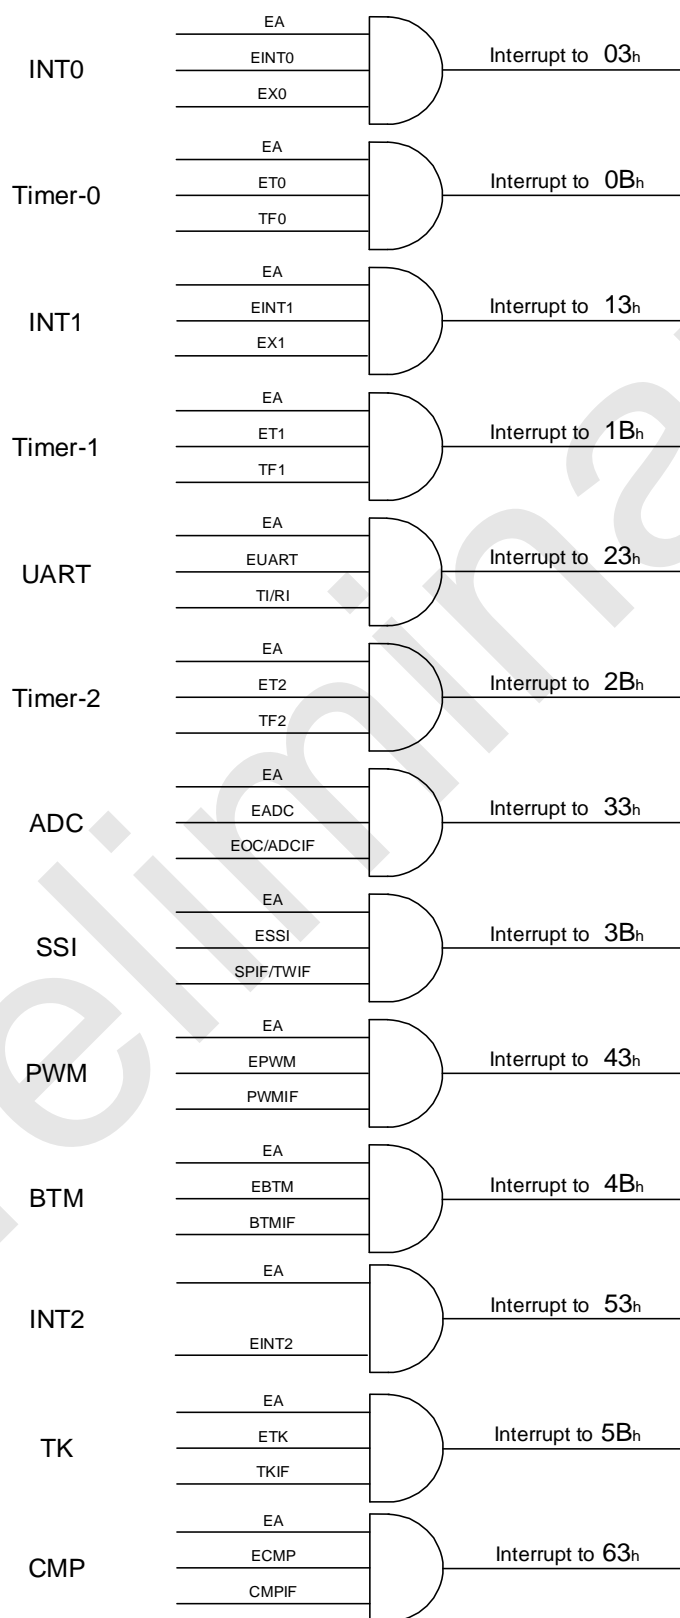 EA
INT0 EINT0 Interrupt to 03h
EX0
EA
Timer-0 ET0 Interrupt to 0Bh
TF0
EA
INT1 EINT1 Interrupt to 13h
EX1
EA
Timer-1 ET1 Interrupt to 1Bh
TF1
EA
UART EUART Interrupt to 23h
TI/RI
EA
Timer-2 ET2 Interrupt to 2Bh
TF2
EA
ADC EADC Interrupt to 33h
EOC/ADCIF
EA
SSI ESSI Interrupt to 3Bh
SPIF/TWIF
EA
PWM EPWM Interrupt to 43h
PWMIF
EA
BTM EBTM Interrupt to 4Bh
BTMIF
EA
INT2 Interrupt to 53h
EINT2
EA
TK ETK Interrupt to 5Bh
TKIF
EA
CMP ECMP Interrupt to 63h
CMPIF
elimina